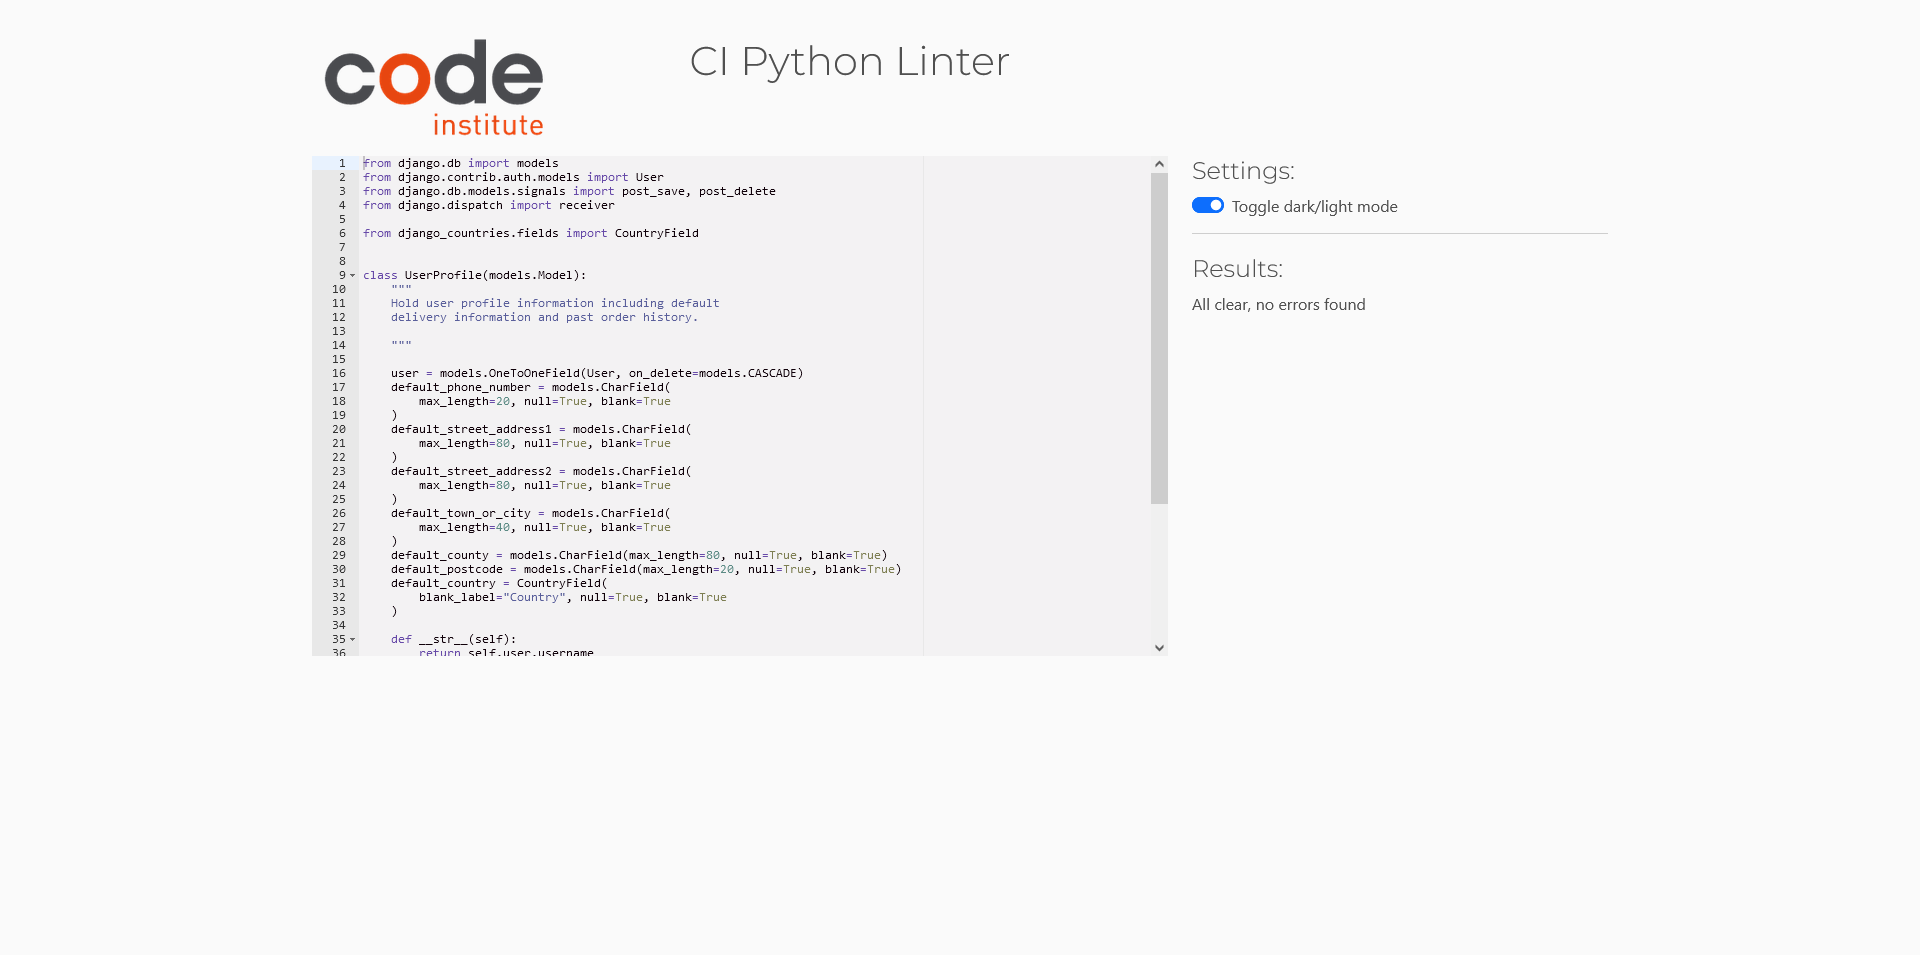 code
institute
CI Python Linter
1 from django.db import models
2 from django.contrib.auth.models import User
3 from django.db.models.signals import post_save, post_delete
4 from django.dispatch import receiver
5
6 from django_countries.fields import CountryField
7
8
9 class UserProfile(models.Model):
10     """
11     Hold user profile information including default
12     delivery information and past order history.
13
14     """
15
16     user = models.OneToOneField(User, on_delete=models.CASCADE)
17     default_phone_number = models.CharField(
18         max_length=20, null=True, blank=True
19     )
20     default_street_address1 = models.CharField(
21         max_length=80, null=True, blank=True
22     )
23     default_street_address2 = models.CharField(
24         max_length=80, null=True, blank=True
25     )
26     default_town_or_city = models.CharField(
27         max_length=40, null=True, blank=True
28     )
29     default_county = models.CharField(max_length=80, null=True, blank=True)
30     default_postcode = models.CharField(max_length=20, null=True, blank=True)
31     default_country = CountryField(
32         blank_label="Country", null=True, blank=True
33     )
34
35     def __str__(self):
36         return self.user.username
Settings:
Toggle dark/light mode
Results:
All clear, no errors found